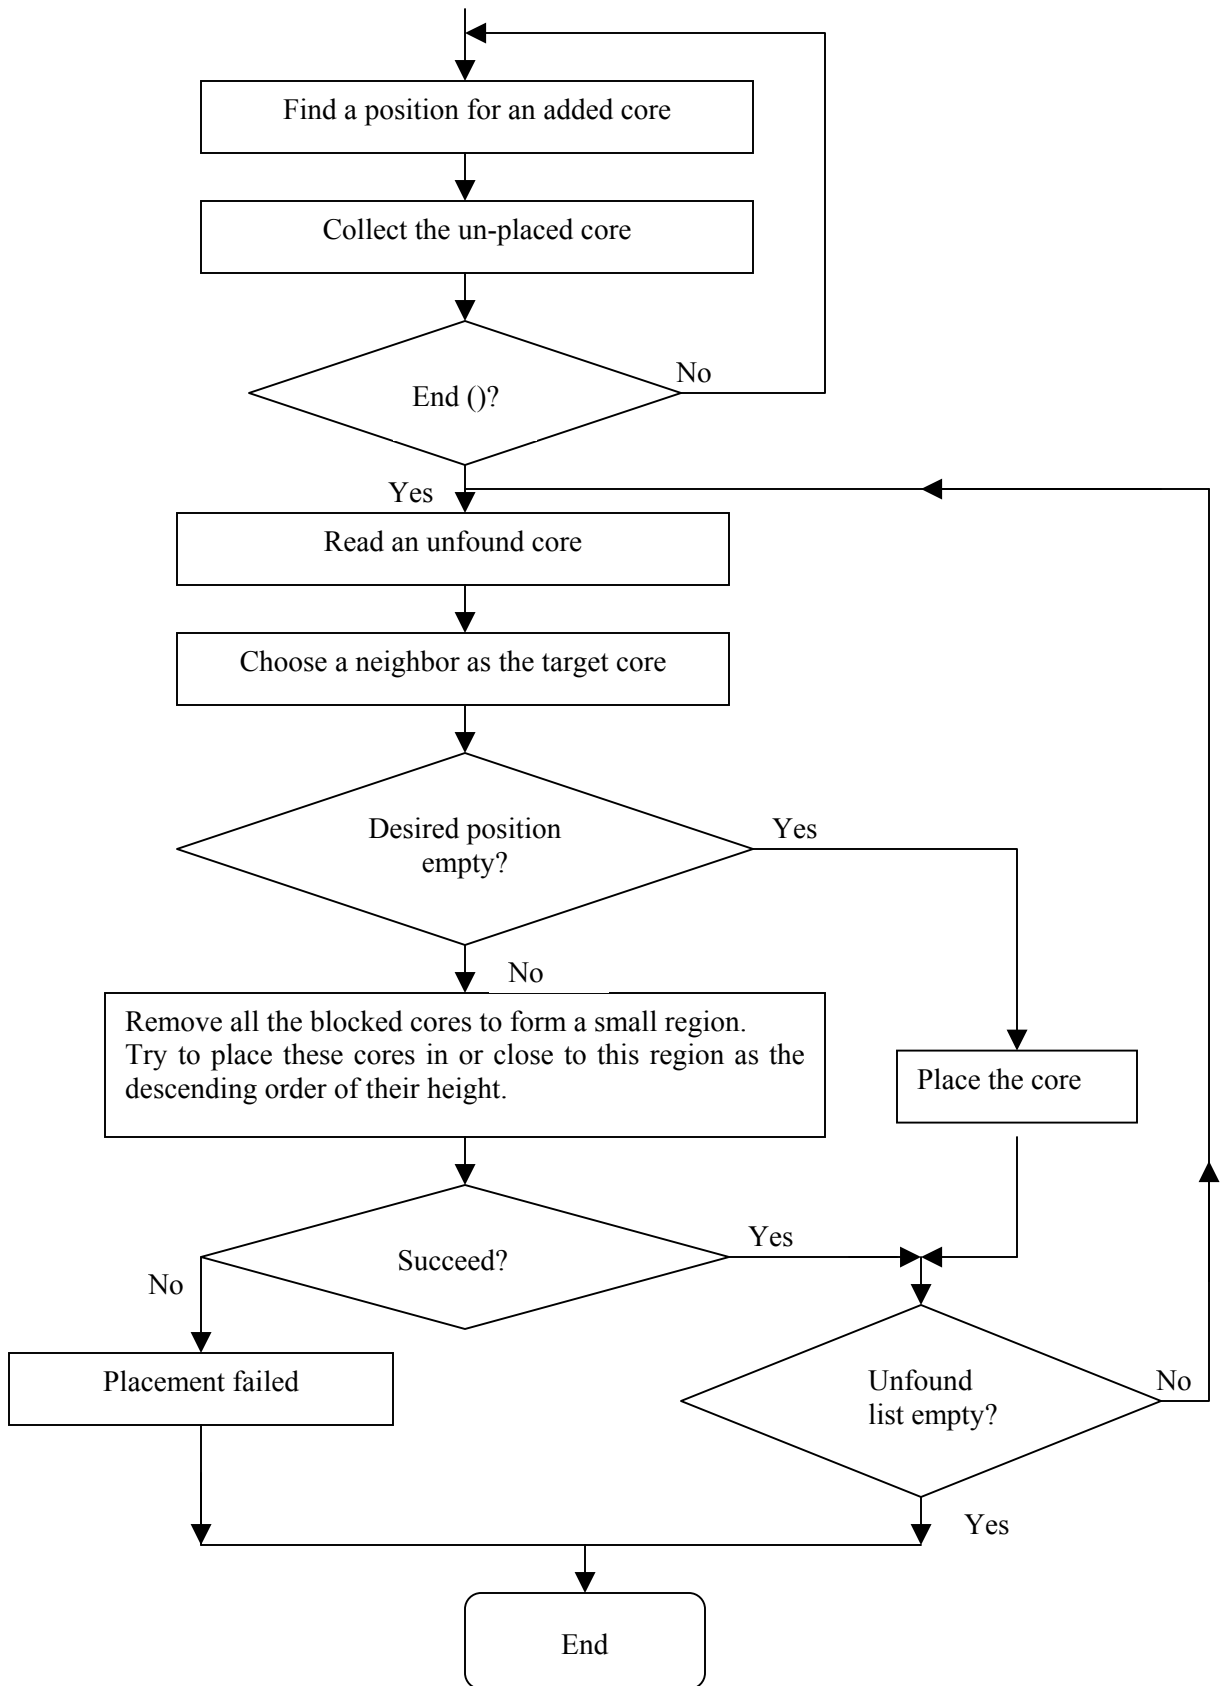 Find a position for an added core
Collect the un-placed core
End ()?
No
Yes
Read an unfound core
Choose a neighbor as the target core
Desired position
empty?
Yes
No
Remove all the blocked cores to form a small region.
Try to place these cores in or close to this region as the
descending order of their height.
Place the core
Succeed?
Yes
No
Placement failed
Unfound
list empty?
No
Yes
End